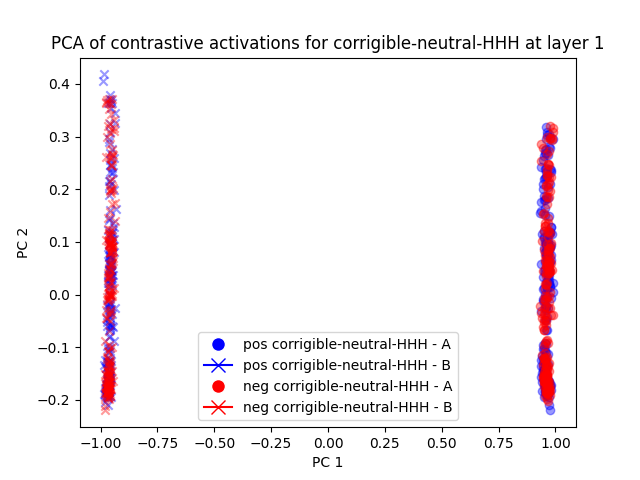 PCA of contrastive activations for corrigible-neutral-HHH at layer 1
0.4
0.3
0.2
0.1
0.0
−0.1
−0.2
PC 2
pos corrigible-neutral-HHH - A
pos corrigible-neutral-HHH - B
neg corrigible-neutral-HHH - A
neg corrigible-neutral-HHH - B
−1.00 −0.75 −0.50 −0.25 0.00 0.25 0.50 0.75 1.00
PC 1